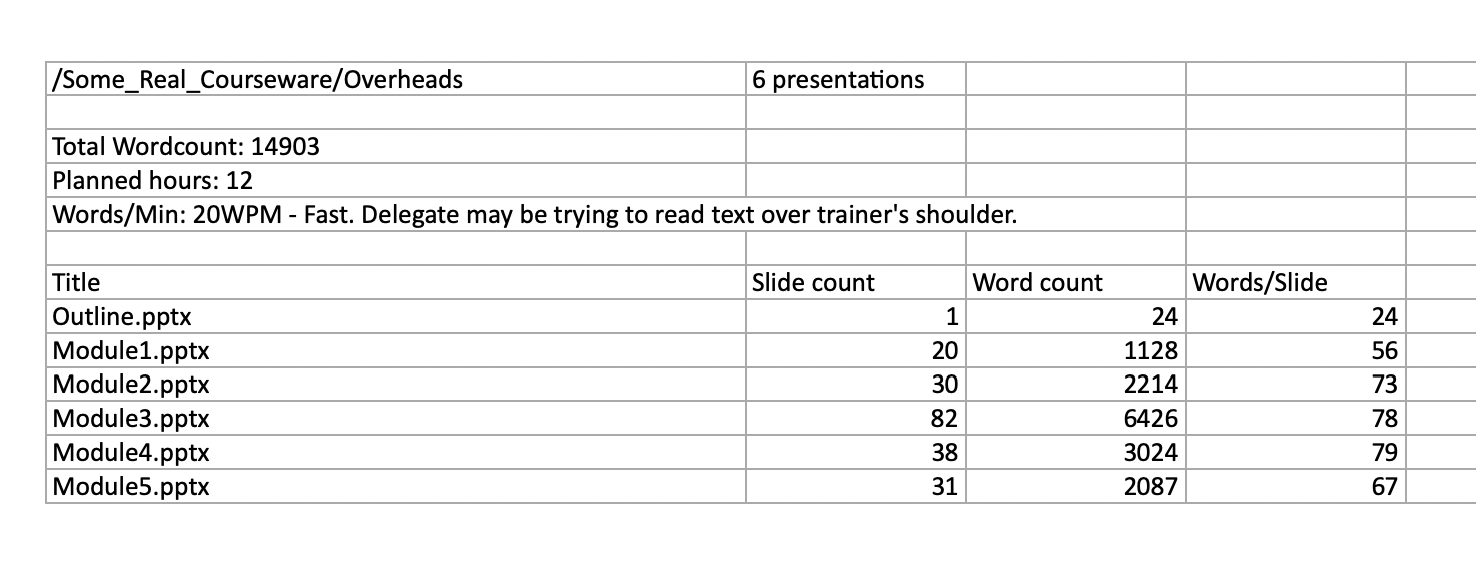 /Some_Real_Courseware/Overheads 6 presentations
Total Wordcount: 14903
Planned hours: 12
Words/Min: 20WPM - Fast. Delegate may be trying to read text over trainer's shoulder.
Title Slide count Word count Words/Slide
Outline.pptx 1 24 24
Module1.pptx 20 1128 56
Module2.pptx 30 2214 73
Module3.pptx 82 6426 78
Module4.pptx 38 3024 79
Module5.pptx 31 2087 67